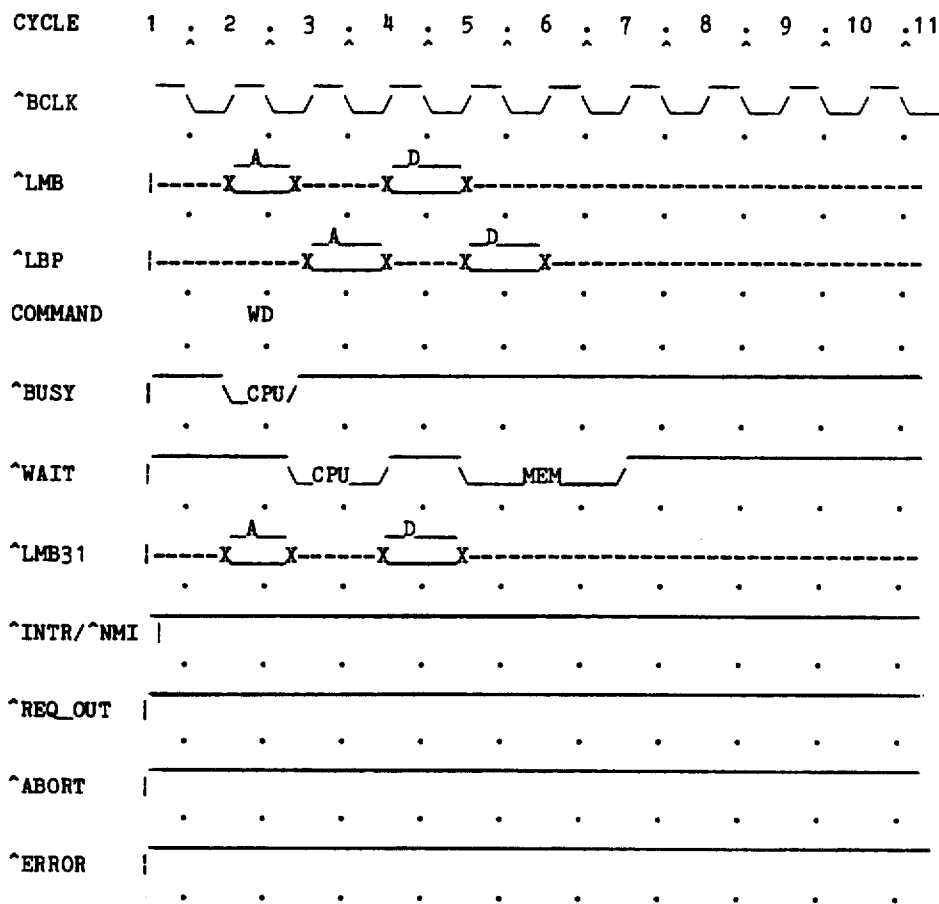 CYCLE 1 2 3 4 5 6 7 8 9 10 11
^BCLK
A D
^LMB
A D
^LBP
COMMAND WD
^BUSY CPU
^WAIT CPU MEM
A D
^LMB31
^INTR/^NMI
^REQ_OUT
^ABORT
^ERROR